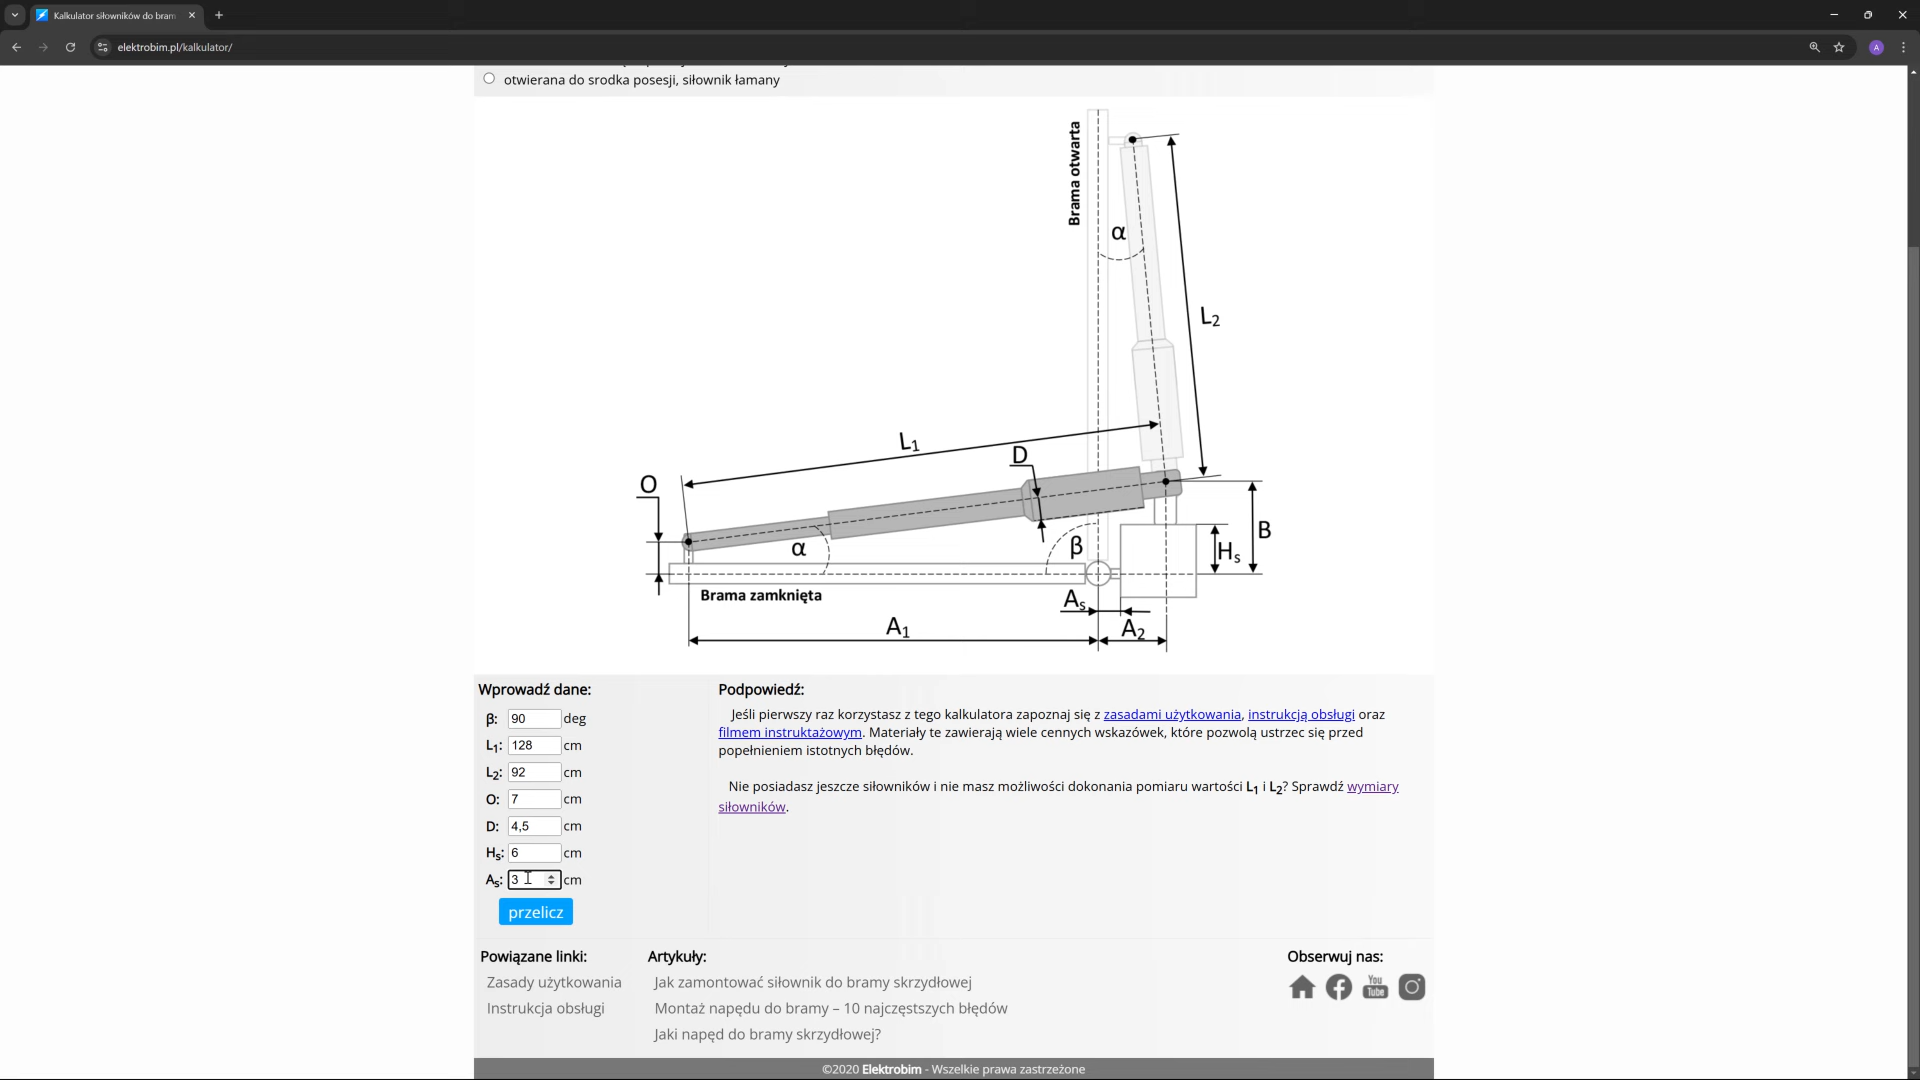 Kalkulator siłowników do bram
elektrobim.pl/kalkulator/
A
otwierana do srodka posesji, siłownik łamany
Brama otwarta
α
L2
L1
D
O
α
β
Hs
B
Brama zamknięta
As
A1
A2
Wprowadź dane:
β: 90 deg
L1: 128 cm
L2: 92 cm
O: 7 cm
D: 4,5 cm
Hs: 6 cm
As: 3 cm
przelicz
Podpowiedź:
Jeśli pierwszy raz korzystasz z tego kalkulatora zapoznaj się z zasadami użytkowania, instrukcją obsługi oraz
filmem instruktażowym. Materiały te zawierają wiele cennych wskazówek, które pozwolą ustrzec się przed
popełnieniem istotnych błędów.
Nie posiadasz jeszcze siłowników i nie masz możliwości dokonania pomiaru wartości L1 i L2? Sprawdź wymiary
siłowników.
Powiązane linki:
Zasady użytkowania
Instrukcja obsługi
Artykuły:
Jak zamontować siłownik do bramy skrzydłowej
Montaż napędu do bramy – 10 najczęstszych błędów
Jaki napęd do bramy skrzydłowej?
Obserwuj nas:
You
Tube
©2020 Elektrobim - Wszelkie prawa zastrzeżone